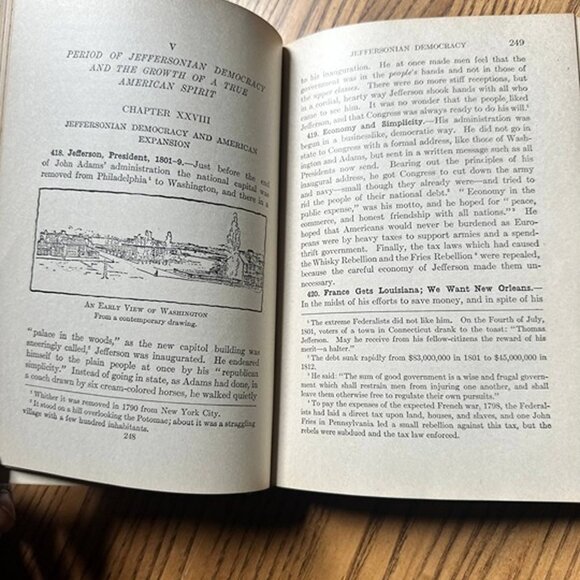 V
PERIOD OF JEFFERSONIAN DEMOCRACY
AND THE GROWTH OF A TRUE
AMERICAN SPIRIT
CHAPTER XXVIII
JEFFERSONIAN DEMOCRACY AND AMERICAN
EXPANSION
418. Jefferson, President, 1801-9.—Just before the end
of John Adams' administration the national capital was
removed from Philadelphia¹ to Washington, and there in a
AN EARLY VIEW OF WASHINGTON
From a contemporary drawing.
"palace in the woods," as the new capitol building was
sneeringly called,² Jefferson was inaugurated. He endeared
himself to the plain people at once by his "republican
simplicity." Instead of going in state, as Adams had done, in
a coach drawn by six cream-colored horses, he walked quietly
¹ Whither it was removed in 1790 from New York City.
² It stood on a hill overlooking the Potomac; about it was a straggling
village with a few hundred inhabitants.
248
JEFFERSONIAN DEMOCRACY 249
to his inauguration. He at once made men feel that the
government was in the people's hands and not in those of
the upper classes. There were no more stiff receptions, but
in a cordial, hearty way Jefferson shook hands with all who
came to see him. It was no wonder that the people liked
Jefferson, and that Congress was always ready to do his will.¹
419. Economy and Simplicity.—His administration was
begun in a businesslike, democratic way. He did not go in
state to Congress with a formal address, like those of Wash-
ington and Adams, but sent a written message such as all
Presidents now send. Bearing out the principles of his
inaugural address, he got Congress to cut down the army
and navy—small though they already were—and tried to
rid the people of their national debt.² "Economy in the
public expense," was his motto, and he hoped for "peace,
commerce, and honest friendship with all nations."³ He
hoped that Americans would never be burdened as Euro-
peans were by heavy taxes to support armies and a spend-
thrift government. Finally, the tax laws which had caused
the Whisky Rebellion and the Fries Rebellion⁴ were repealed,
because the careful economy of Jefferson made them un-
necessary.
420. France Gets Louisiana; We Want New Orleans.—
In the midst of his efforts to save money, and in spite of his
¹ The extreme Federalists did not like him. On the Fourth of July,
1801, voters of a town in Connecticut drank to the toast: "Thomas
Jefferson. May he receive from his fellow-citizens the reward of his
merit—a halter."
² The debt sunk rapidly from $83,000,000 in 1801 to $45,000,000 in
1812.
³ He said: "The sum of good government is a wise and frugal govern-
ment which shall restrain men from injuring one another, and shall
leave them otherwise free to regulate their own pursuits."
⁴ To pay the expenses of the expected French war, 1798, the Federal-
ists had laid a direct tax upon land, houses, and slaves, and one John
Fries in Pennsylvania led a small rebellion against this tax, but the
rebels were subdued and the tax law enforced.